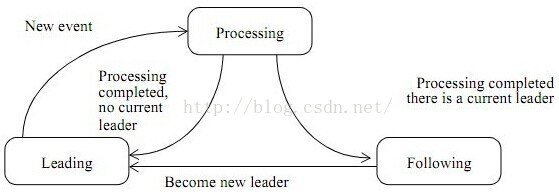 New event
Processing
Processing
completed,
no current
leader
Processing completed
there is a current leader
http://blog.csdn.net/
Leading
Following
Become new leader